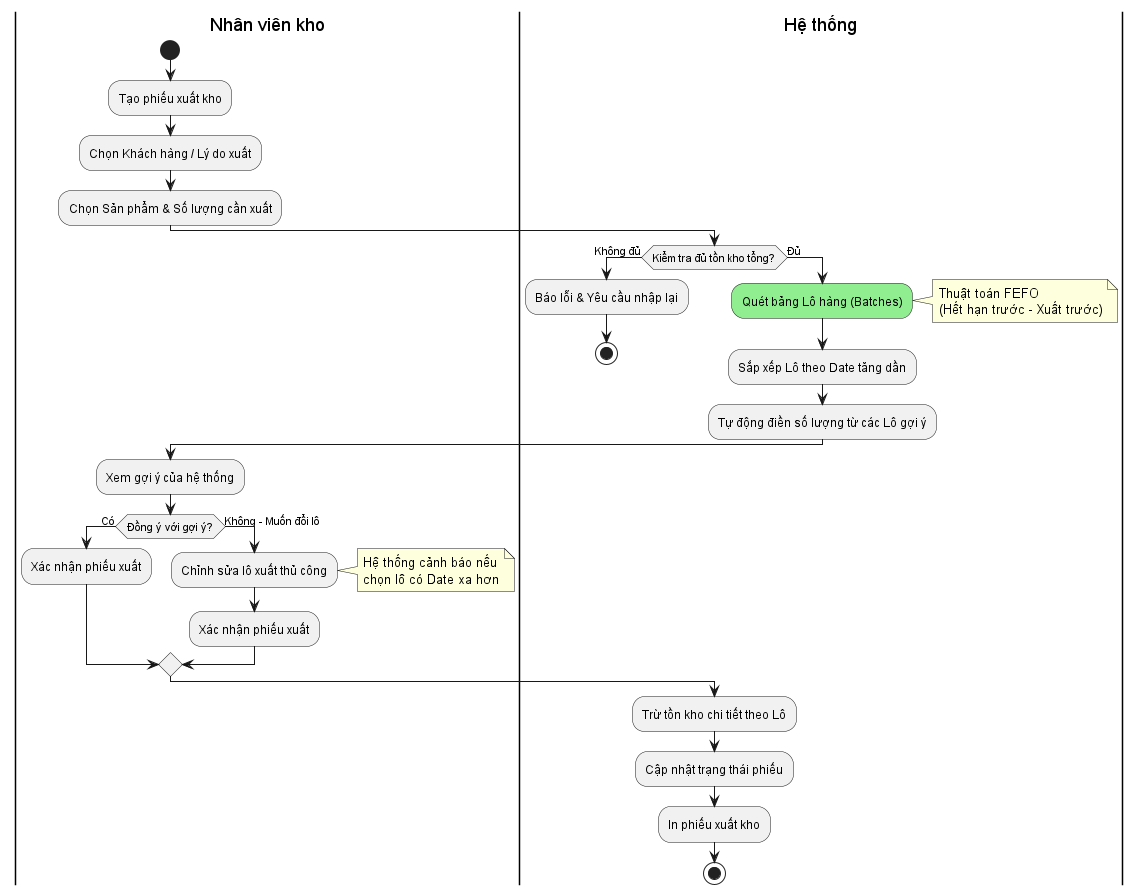 Nhân viên kho
Hệ thống
Tạo phiếu xuất kho
Chọn Khách hàng / Lý do xuất
Chọn Sản phẩm & Số lượng cần xuất
Không đủ
Kiểm tra đủ tồn kho tổng?
Đủ
Báo lỗi & Yêu cầu nhập lại
Quét bảng Lô hàng (Batches)
Thuật toán FEFO
(Hết hạn trước - Xuất trước)
Sắp xếp Lô theo Date tăng dần
Tự động điền số lượng từ các Lô gợi ý
Xem gợi ý của hệ thống
Có
Đồng ý với gợi ý?
Không - Muốn đổi lô
Xác nhận phiếu xuất
Chỉnh sửa lô xuất thủ công
Hệ thống cảnh báo nếu
chọn lô có Date xa hơn
Xác nhận phiếu xuất
Trừ tồn kho chi tiết theo Lô
Cập nhật trạng thái phiếu
In phiếu xuất kho